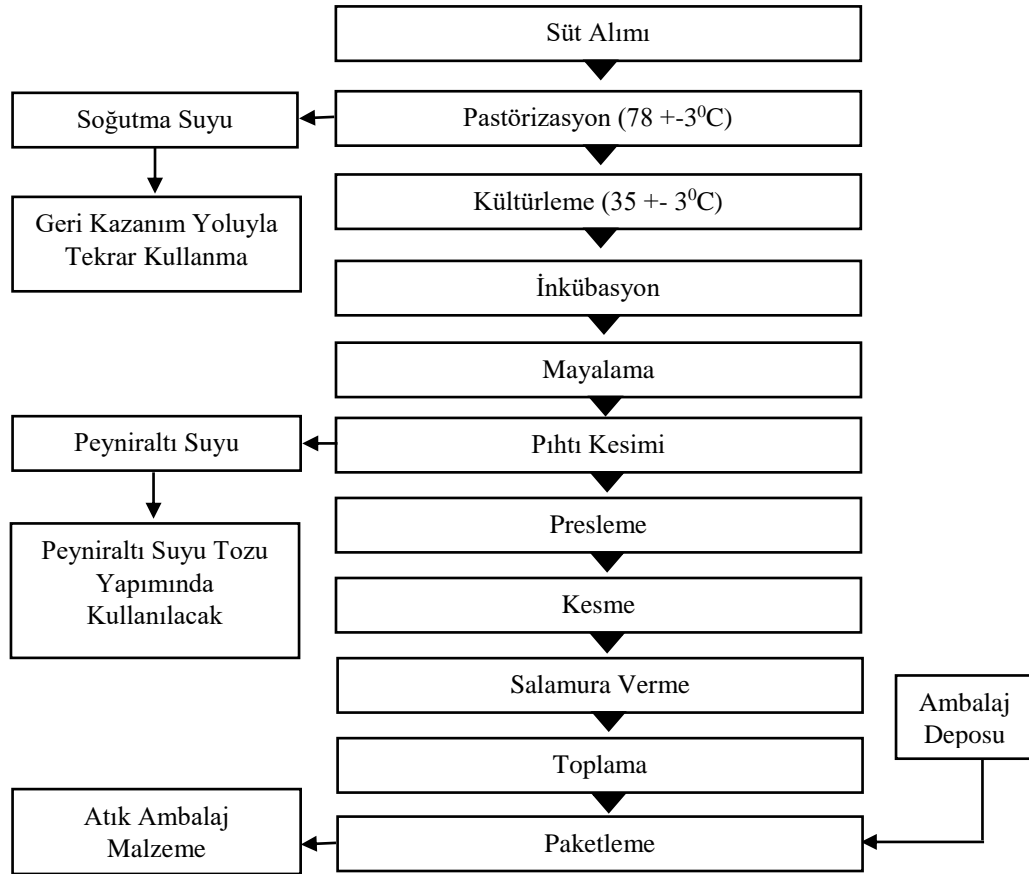 Süt Alımı
Soğutma Suyu
Pastörizasyon (78 +-3⁰C)
Geri Kazanım Yoluyla
Tekrar Kullanma
Kültürleme (35 +- 3⁰C)
İnkübasyon
Mayalama
Peyniraltı Suyu
Pıhtı Kesimi
Peyniraltı Suyu Tozu
Yapımında
Kullanılacak
Presleme
Kesme
Salamura Verme
Ambalaj
Deposu
Toplama
Atık Ambalaj
Malzeme
Paketleme